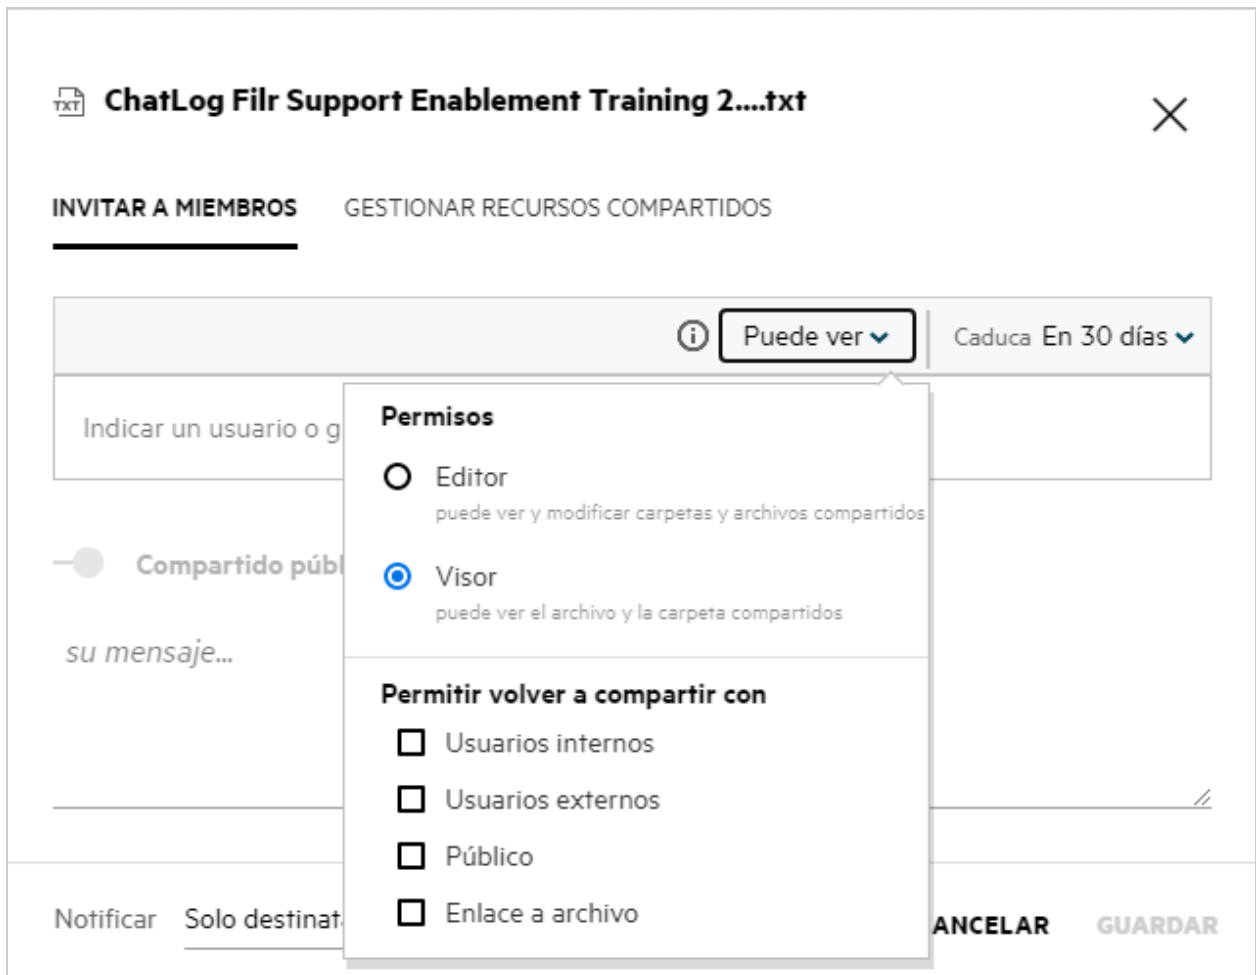 TXT ChatLog Filr Support Enablement Training 2....txt
INVITAR A MIEMBROS GESTIONAR RECURSOS COMPARTIDOS
Puede ver Caduca En 30 días
Indicar un usuario o g
Permisos
Editor
puede ver y modificar carpetas y archivos compartidos
Compartido públ
Visor
puede ver el archivo y la carpeta compartidos
su mensaje...
Permitir volver a compartir con
Usuarios internos
Usuarios externos
Público
Enlace a archivo
Notificar Solo destinat
ANCELAR GUARDAR